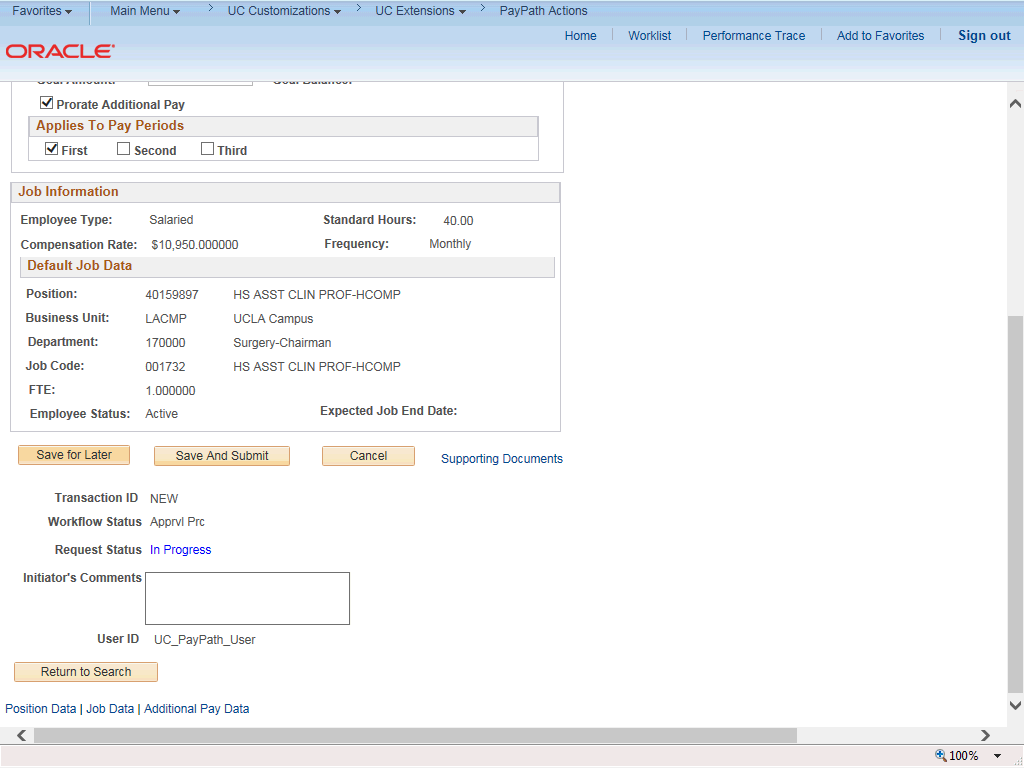 Favorites Main Menu > UC Customizations > UC Extensions > PayPath Actions
Home Worklist Performance Trace Add to Favorites Sign out
ORACLE
Goal Amount: Goal Balance:
Prorate Additional Pay
Applies To Pay Periods
First Second Third
Job Information
Employee Type: Salaried Standard Hours: 40.00
Compensation Rate: $10,950.000000 Frequency: Monthly
Default Job Data
Position: 40159897 HS ASST CLIN PROF-HCOMP
Business Unit: LACMP UCLA Campus
Department: 170000 Surgery-Chairman
Job Code: 001732 HS ASST CLIN PROF-HCOMP
FTE: 1.000000
Employee Status: Active Expected Job End Date:
Save for Later Save And Submit Cancel Supporting Documents
Transaction ID NEW
Workflow Status Apprvl Prc
Request Status In Progress
Initiator's Comments
User ID UC_PayPath_User
Return to Search
Position Data | Job Data | Additional Pay Data
100%